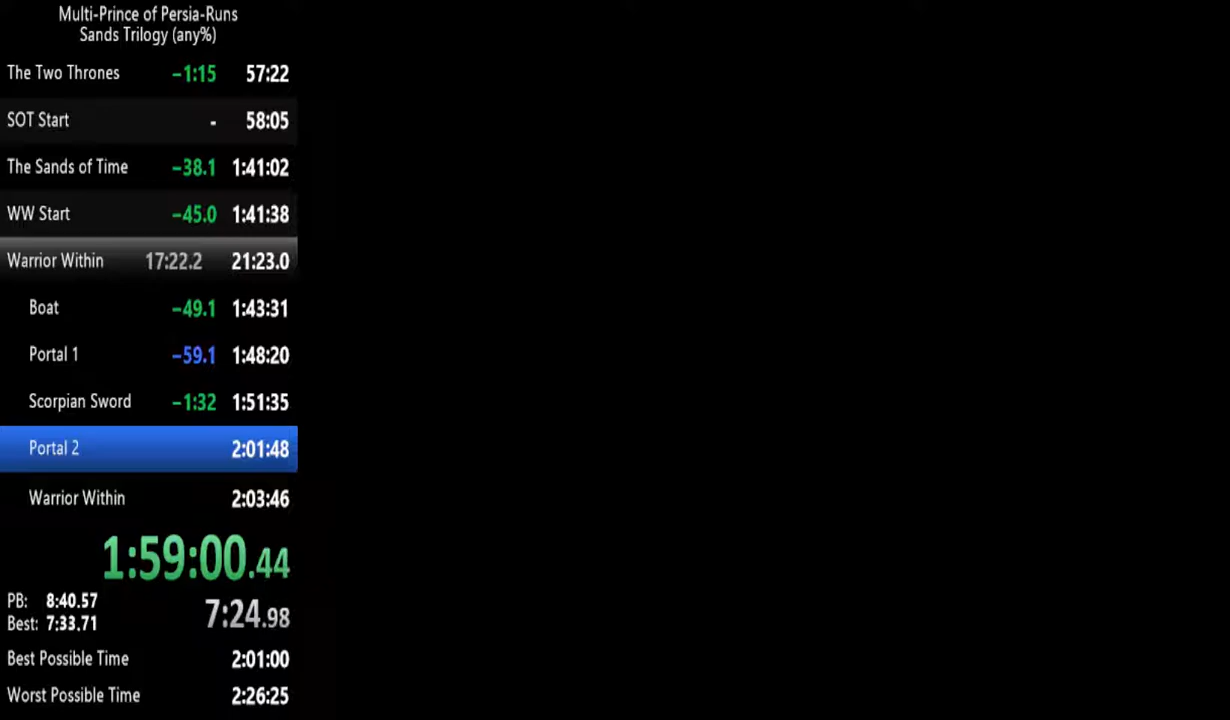 Multi-Prince of Persia-Runs
Sands Trilogy (any%)
The Two Thrones −1:15 57:22
SOT Start - 58:05
The Sands of Time −38.1 1:41:02
WW Start −45.0 1:41:38
Warrior Within 17:22.2 21:23.0
Boat −49.1 1:43:31
Portal 1 −59.1 1:48:20
Scorpian Sword −1:32 1:51:35
Portal 2 2:01:48
Warrior Within 2:03:46
1:59:00.44
PB: 8:40.57
Best: 7:33.71
7:24.98
Best Possible Time 2:01:00
Worst Possible Time 2:26:25